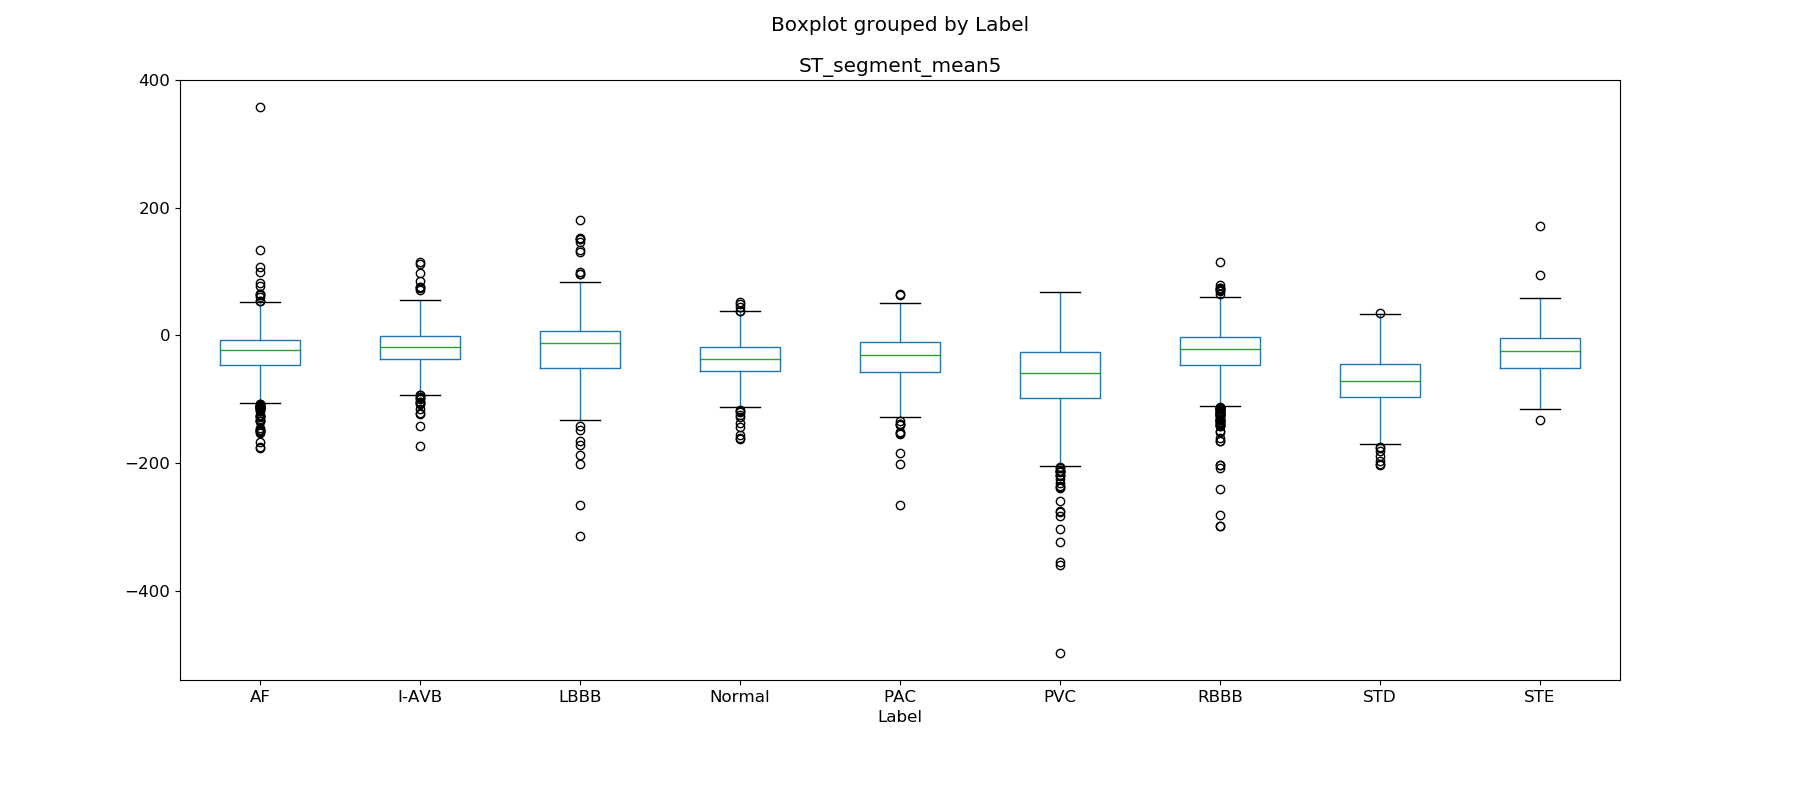 Boxplot grouped by Label
ST_segment_mean5
400
200
0
−200
−400
AF I-AVB LBBB Normal PAC PVC RBBB STD STE
Label